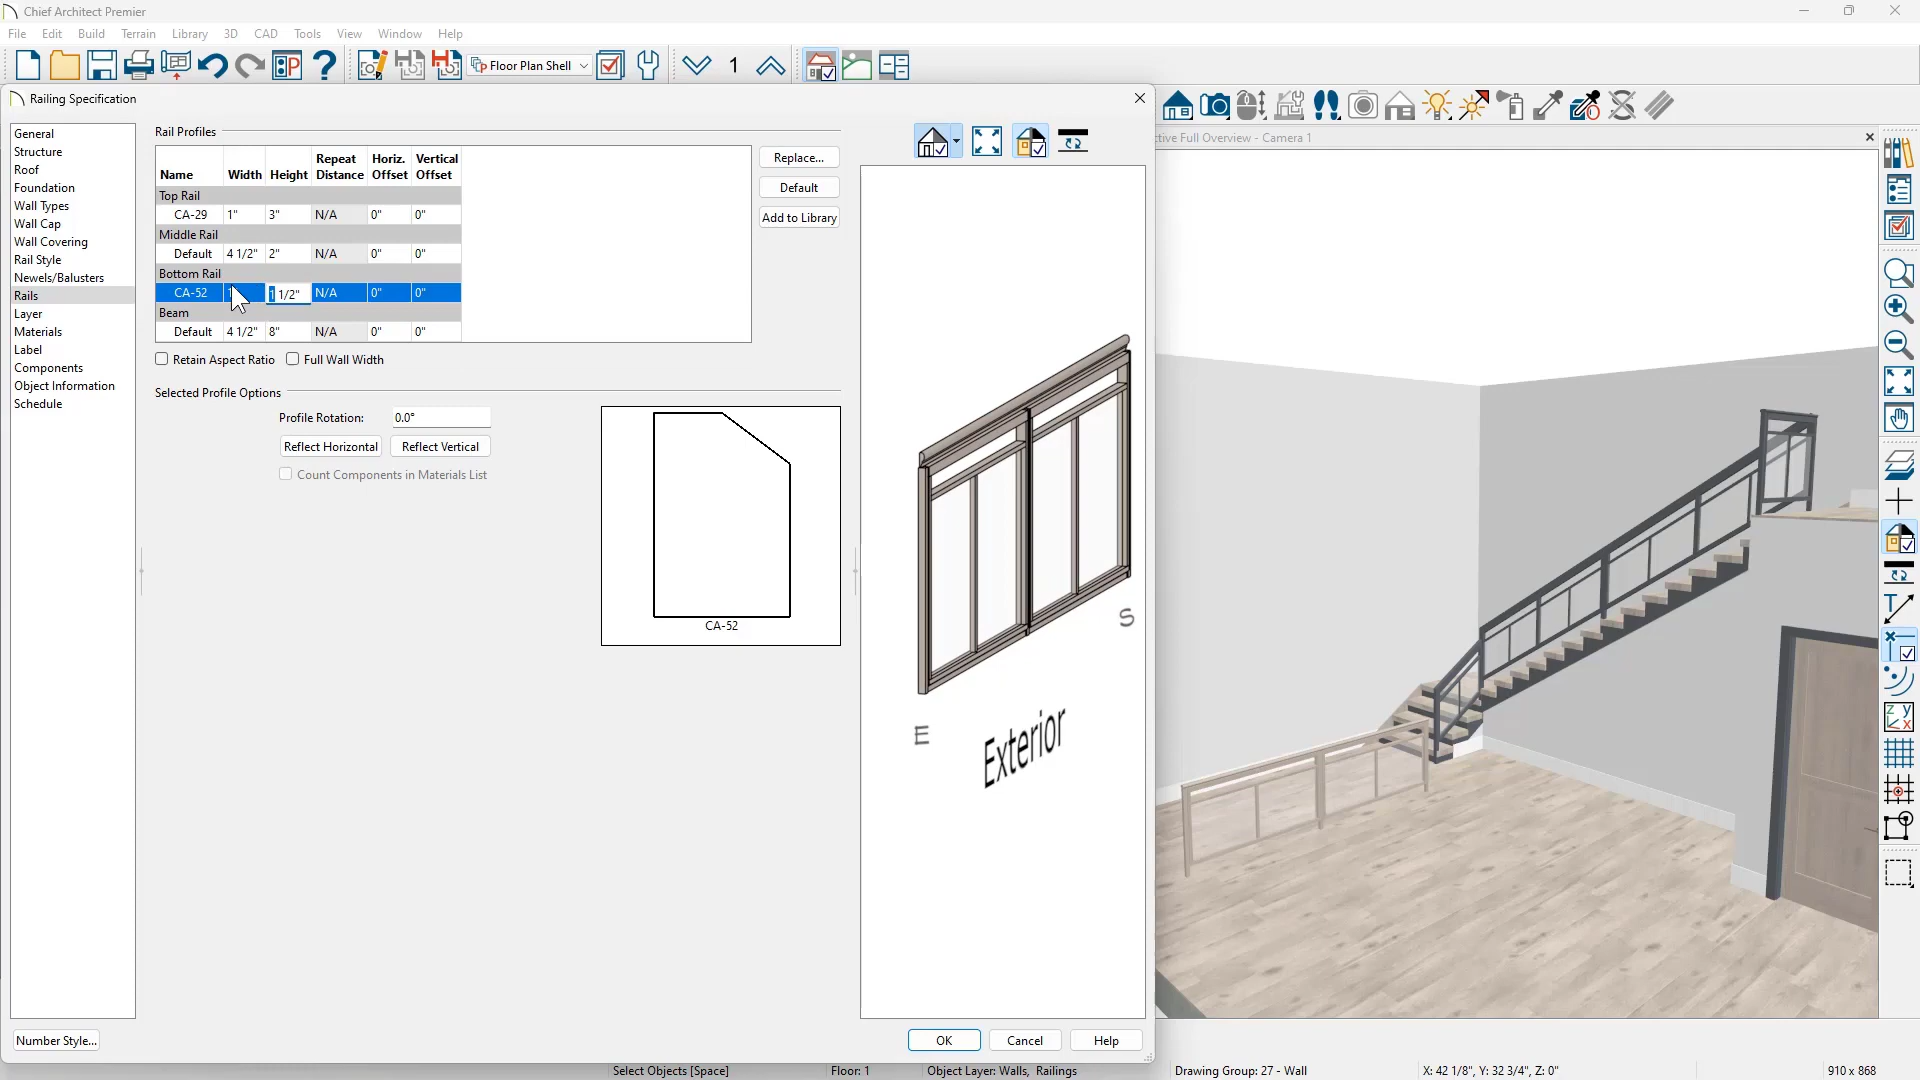 Chief Architect Premier
File Edit Build Terrain Library 3D CAD Tools View Window Help
Floor Plan Shell 1
Railing Specification
ctive Full Overview - Camera 1
General
Structure
Roof
Foundation
Wall Types
Wall Cap
Wall Covering
Rail Style
Newels/Balusters
Rails
Layer
Materials
Label
Components
Object Information
Schedule
Rail Profiles
Name Width Height Repeat Distance Horiz. Offset Vertical Offset
Top Rail
CA-29 1" 3" N/A 0" 0"
Middle Rail
Default 4 1/2" 2" N/A 0" 0"
Bottom Rail
CA-52 1 1/2" N/A 0" 0"
Beam
Default 4 1/2" 8" N/A 0" 0"
Replace...
Default
Add to Library
Retain Aspect Ratio Full Wall Width
Selected Profile Options
Profile Rotation: 0.0°
Reflect Horizontal Reflect Vertical
Count Components in Materials List
CA-52
S
E
Exterior
Number Style...
OK Cancel Help
Select Objects [Space] Floor: 1 Object Layer: Walls, Railings Drawing Group: 27 - Wall X: 42 1/8", Y: 32 3/4", Z: 0" 910 x 868